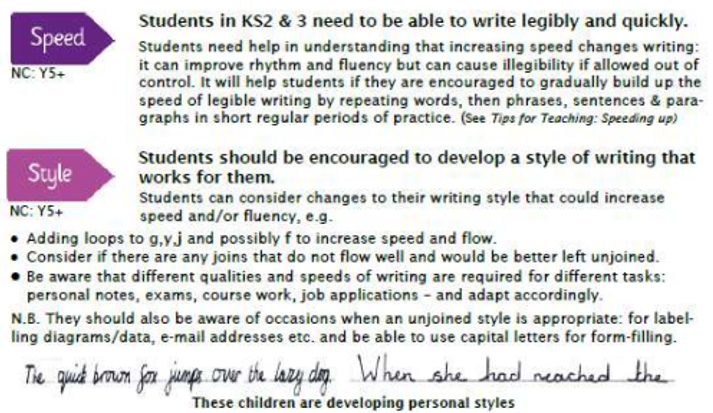 Speed
NC: Y5+
Students in KS2 & 3 need to be able to write legibly and quickly.
Students need help in understanding that increasing speed changes writing:
it can improve rhythm and fluency but can cause illegibility if allowed out of
control. It will help students if they are encouraged to gradually build up the
speed of legible writing by repeating words, then phrases, sentences & para-
graphs in short regular periods of practice. (See Tips for Teaching: Speeding up)
Style
NC: Y5+
Students should be encouraged to develop a style of writing that
works for them.
Students can consider changes to their writing style that could increase
speed and/or fluency, e.g.
• Adding loops to g,y,j and possibly f to increase speed and flow.
• Consider if there are any joins that do not flow well and would be better left unjoined.
• Be aware that different qualities and speeds of writing are required for different tasks:
personal notes, exams, course work, job applications – and adapt accordingly.
N.B. They should also be aware of occasions when an unjoined style is appropriate: for label-
ling diagrams/data, e-mail addresses etc. and be able to use capital letters for form-filling.
The quick brown fox jumps over the lazy dog. When she had reached the
These children are developing personal styles